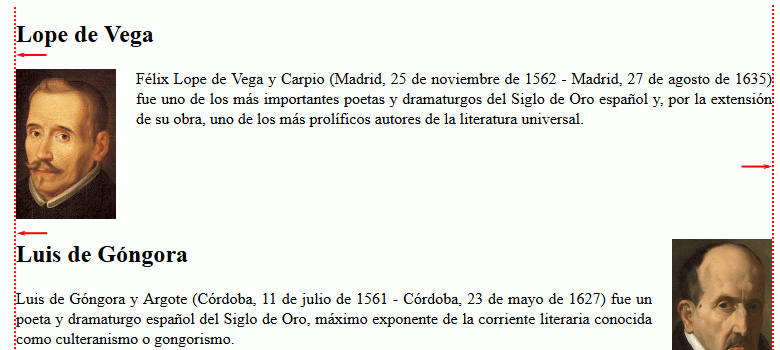 Lope de Vega
Félix Lope de Vega y Carpio (Madrid, 25 de noviembre de 1562 - Madrid, 27 de agosto de 1635)
fue uno de los más importantes poetas y dramaturgos del Siglo de Oro español y, por la extensión
de su obra, uno de los más prolíficos autores de la literatura universal.
Luis de Góngora
Luis de Góngora y Argote (Córdoba, 11 de julio de 1561 - Córdoba, 23 de mayo de 1627) fue un
poeta y dramaturgo español del Siglo de Oro, máximo exponente de la corriente literaria conocida
como culteranismo o gongorismo.